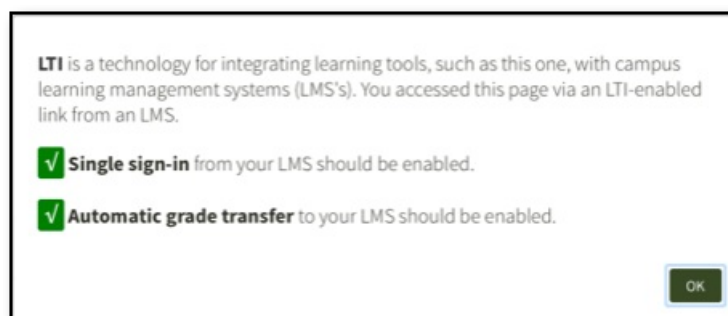 LTI is a technology for integrating learning tools, such as this one, with campus
learning management systems (LMS's). You accessed this page via an LTI-enabled
link from an LMS.
√ Single sign-in from your LMS should be enabled.
√ Automatic grade transfer to your LMS should be enabled.
OK